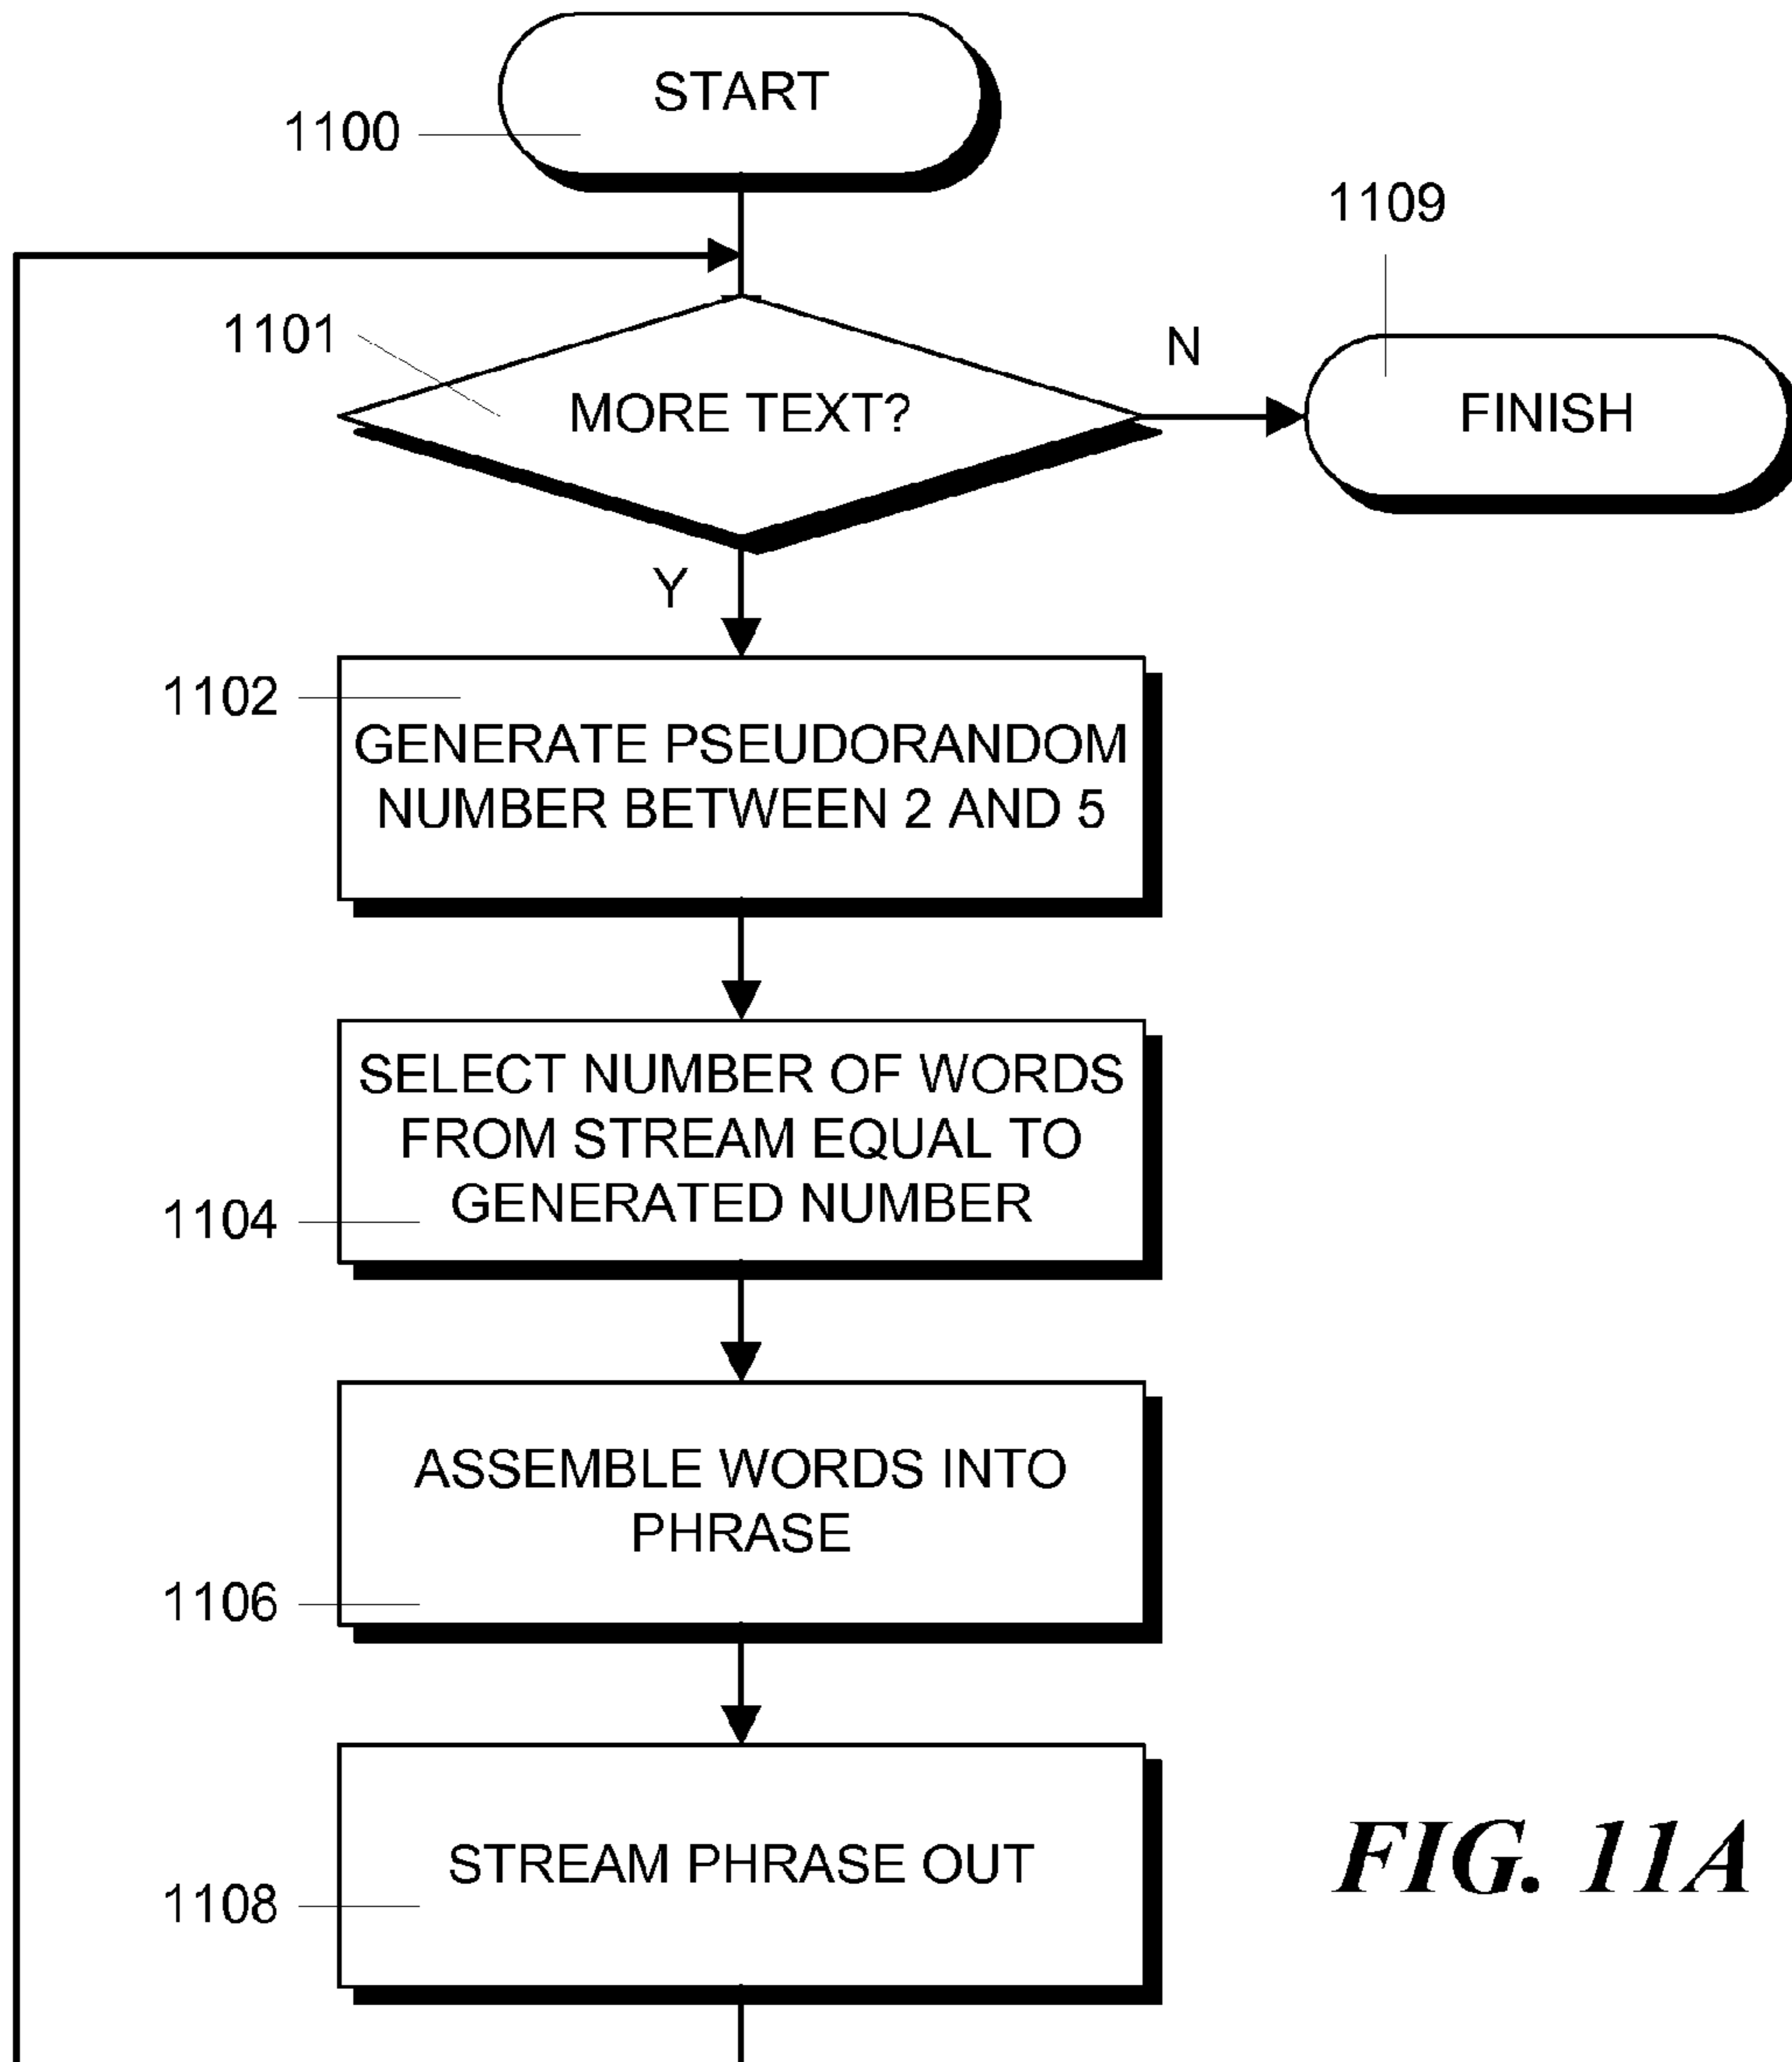 START
1100
1109
1101
N
MORE TEXT?
FINISH
Y
1102
GENERATE PSEUDORANDOM
NUMBER BETWEEN 2 AND 5
SELECT NUMBER OF WORDS
FROM STREAM EQUAL TO
GENERATED NUMBER
1104
ASSEMBLE WORDS INTO
PHRASE
1106
STREAM PHRASE OUT
1108
FIG. 11A